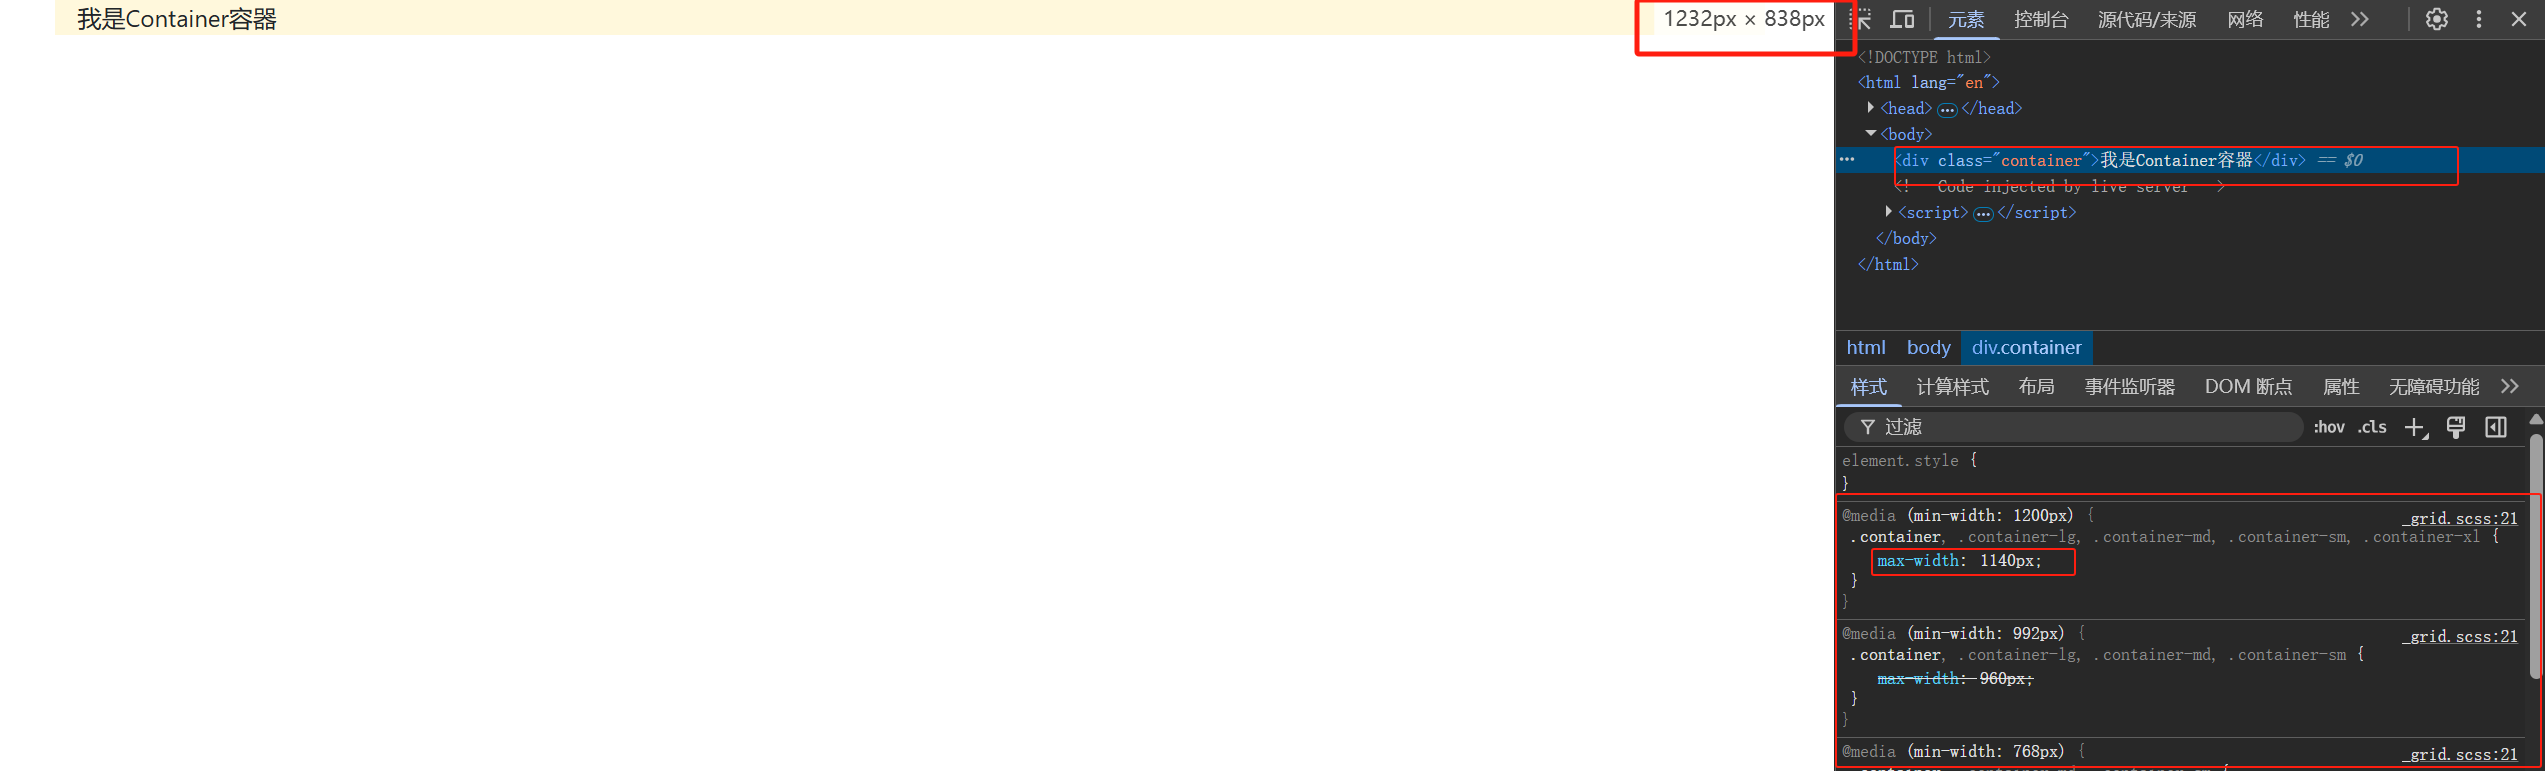 我是Container容器
1232px × 838px
元素 控制台 源代码/来源 网络 性能
<!DOCTYPE html>
<html lang="en">
<head> ••• </head>
<body>
••• <div class="container">我是Container容器</div> == $0
<!-- Code injected by live server -->
<script> ••• </script>
</body>
</html>
html body div.container
样式 计算样式 布局 事件监听器 DOM 断点 属性 无障碍功能
过滤 :hov .cls
element.style {
}
@media (min-width: 1200px) { _grid.scss:21
.container, .container-lg, .container-md, .container-sm, .container-xl {
max-width: 1140px;
}
}
@media (min-width: 992px) { _grid.scss:21
.container, .container-lg, .container-md, .container-sm {
max-width: 960px;
}
}
@media (min-width: 768px) { _grid.scss:21
.container, .container-md, .container-sm {